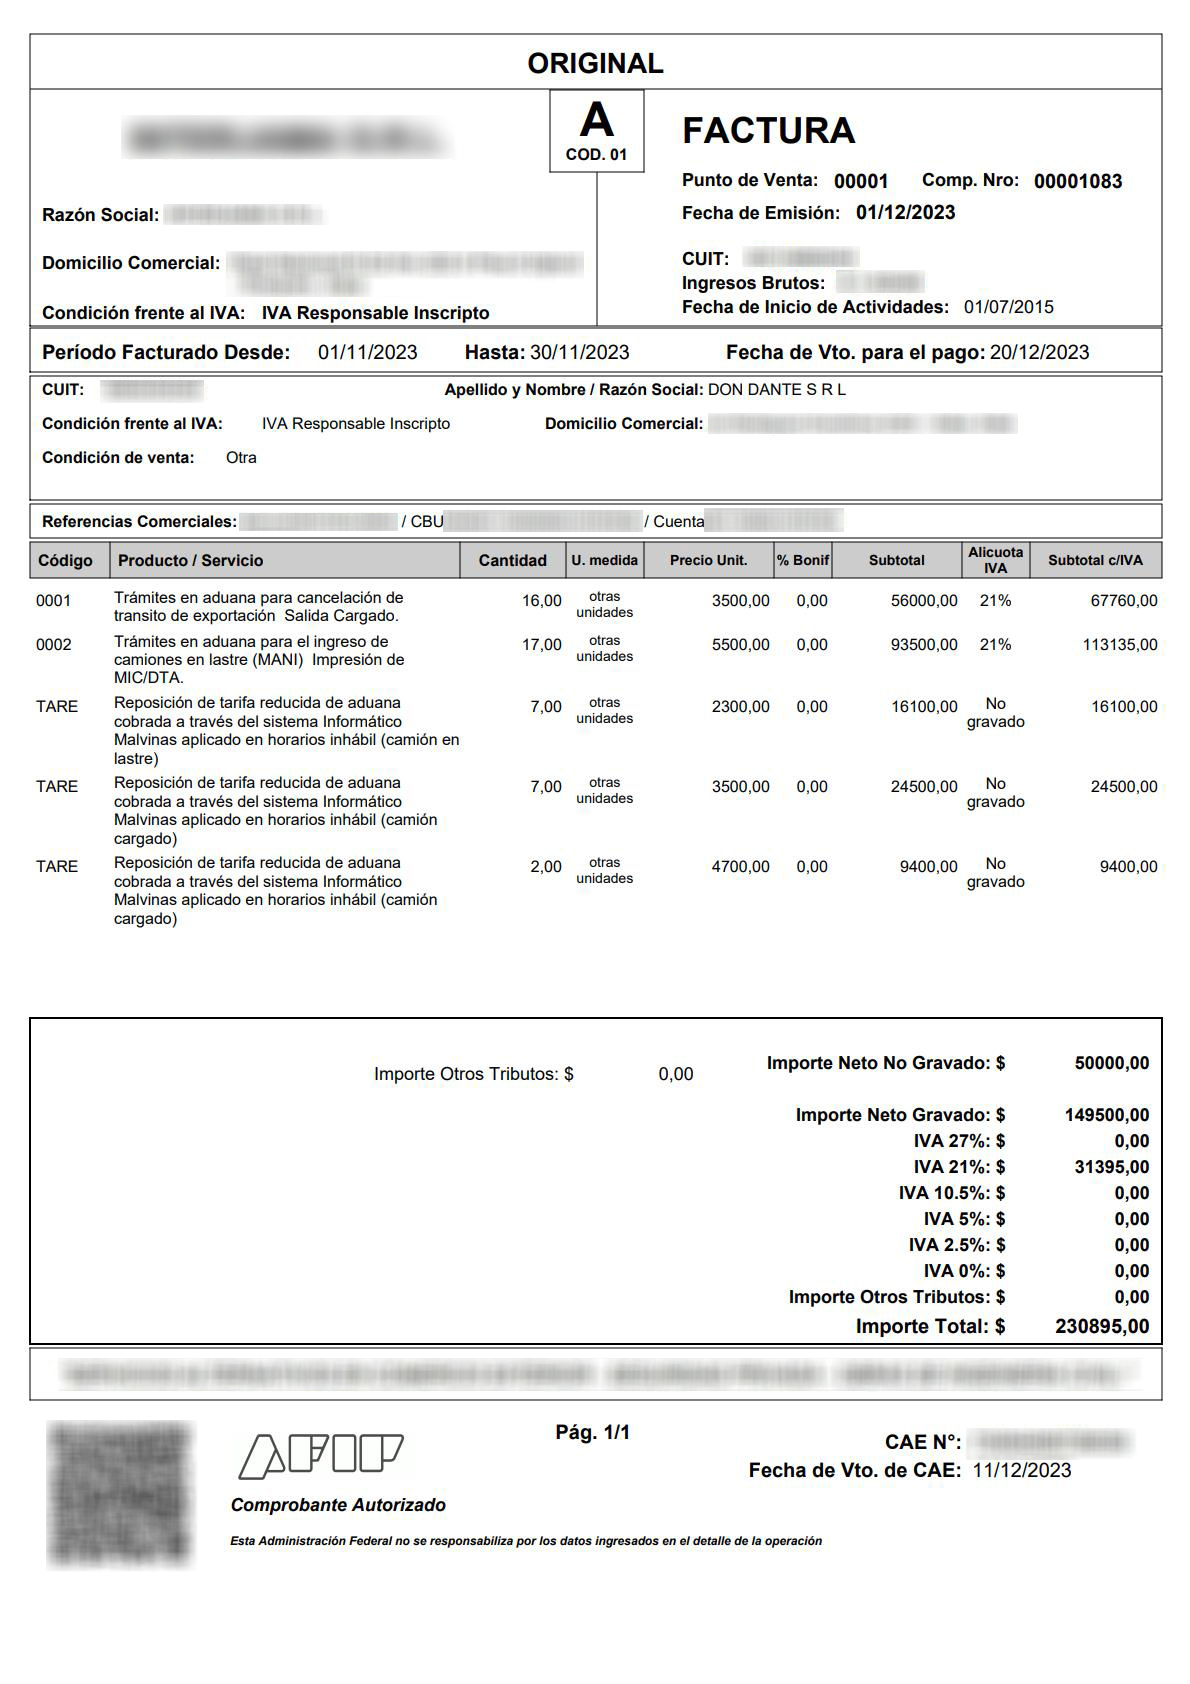 ORIGINAL
A
COD. 01
FACTURA
Punto de Venta: 00001 Comp. Nro: 00001083
Razón Social:
Fecha de Emisión: 01/12/2023
Domicilio Comercial:
CUIT:
Ingresos Brutos:
Condición frente al IVA: IVA Responsable Inscripto
Fecha de Inicio de Actividades: 01/07/2015
Período Facturado Desde: 01/11/2023 Hasta: 30/11/2023 Fecha de Vto. para el pago: 20/12/2023
CUIT: Apellido y Nombre / Razón Social: DON DANTE S R L
Condición frente al IVA: IVA Responsable Inscripto Domicilio Comercial:
Condición de venta: Otra
Referencias Comerciales: / CBU / Cuenta
Código Producto / Servicio Cantidad U. medida Precio Unit. % Bonif Subtotal Alicuota IVA Subtotal c/IVA
0001 Trámites en aduana para cancelación de 16,00 otras unidades 3500,00 0,00 56000,00 21% 67760,00
transito de exportación Salida Cargado.
0002 Trámites en aduana para el ingreso de 17,00 otras unidades 5500,00 0,00 93500,00 21% 113135,00
camiones en lastre (MANI) Impresión de
MIC/DTA.
TARE Reposición de tarifa reducida de aduana 7,00 otras unidades 2300,00 0,00 16100,00 No gravado 16100,00
cobrada a través del sistema Informático
Malvinas aplicado en horarios inhábil (camión en
lastre)
TARE Reposición de tarifa reducida de aduana 7,00 otras unidades 3500,00 0,00 24500,00 No gravado 24500,00
cobrada a través del sistema Informático
Malvinas aplicado en horarios inhábil (camión
cargado)
TARE Reposición de tarifa reducida de aduana 2,00 otras unidades 4700,00 0,00 9400,00 No gravado 9400,00
cobrada a través del sistema Informático
Malvinas aplicado en horarios inhábil (camión
cargado)
Importe Otros Tributos: $ 0,00
Importe Neto No Gravado: $ 50000,00
Importe Neto Gravado: $ 149500,00
IVA 27%: $ 0,00
IVA 21%: $ 31395,00
IVA 10.5%: $ 0,00
IVA 5%: $ 0,00
IVA 2.5%: $ 0,00
IVA 0%: $ 0,00
Importe Otros Tributos: $ 0,00
Importe Total: $ 230895,00
AFIP
Pág. 1/1
CAE N°:
Fecha de Vto. de CAE: 11/12/2023
Comprobante Autorizado
Esta Administración Federal no se responsabiliza por los datos ingresados en el detalle de la operación